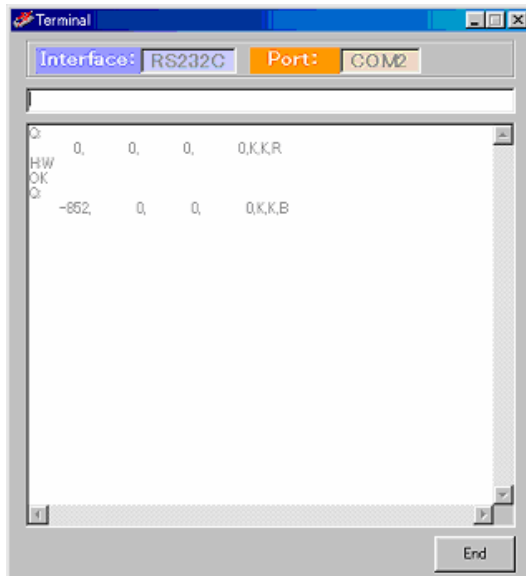 Terminal
Interface: RS232C Port: COM2
Q:
0, 0, 0, 0,K,K,R
H:W
OK
Q:
-852, 0, 0, 0,K,K,B
End